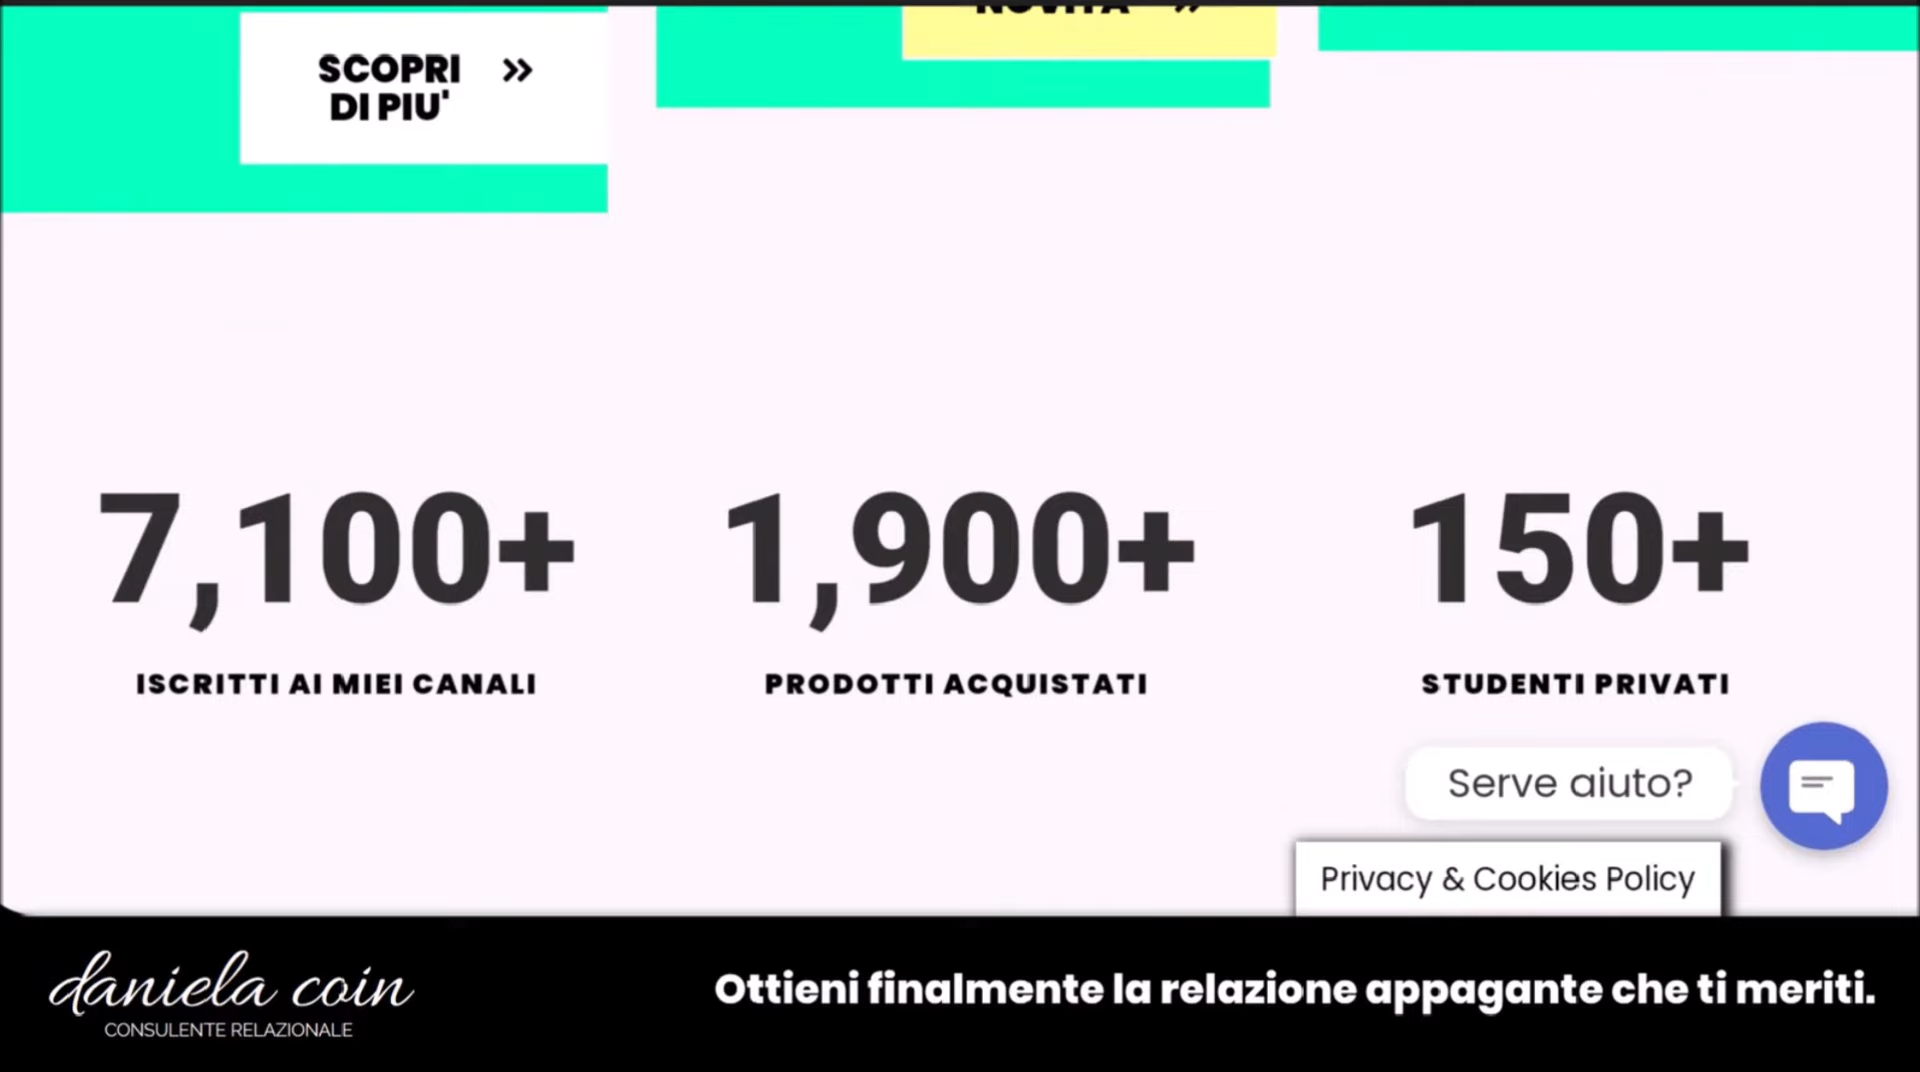 NOVITA >>
SCOPRI >>
DI PIU'
7,100+ 1,900+ 150+
ISCRITTI AI MIEI CANALI PRODOTTI ACQUISTATI STUDENTI PRIVATI
Serve aiuto?
Privacy & Cookies Policy
daniela coin
CONSULENTE RELAZIONALE
Ottieni finalmente la relazione appagante che ti meriti.